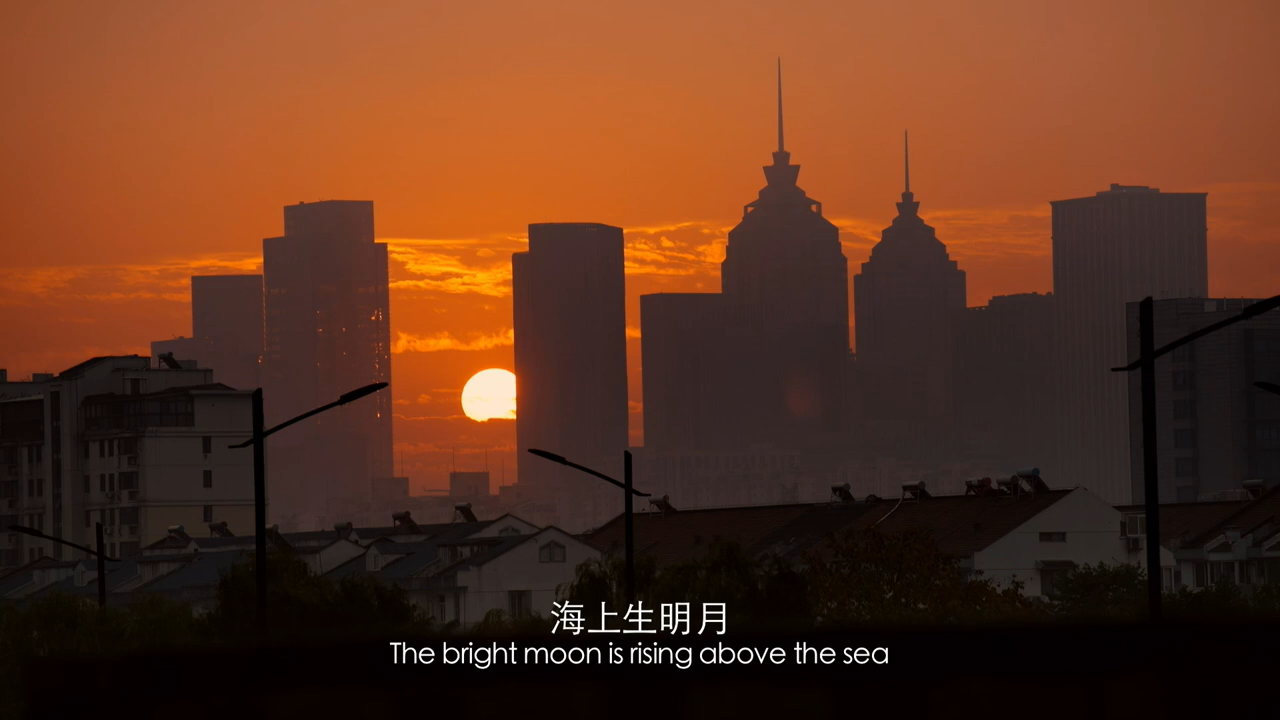 海上生明月
The bright moon is rising above the sea